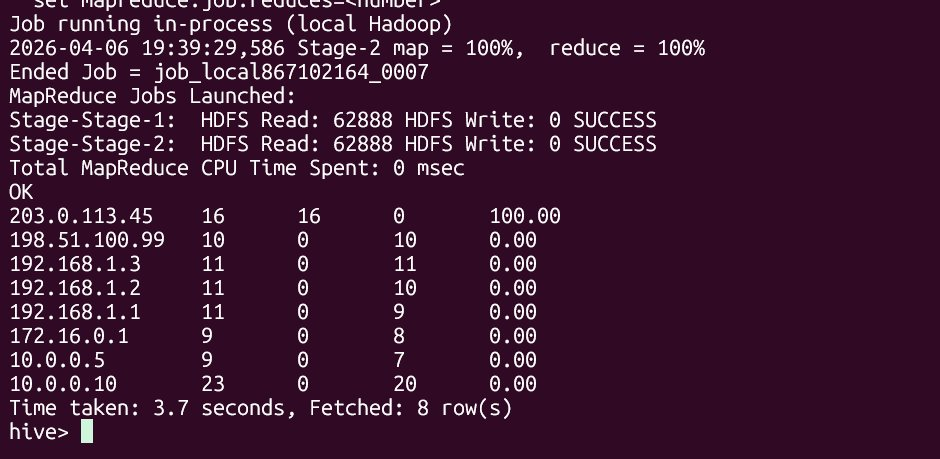 set mapreduce.job.reduces=<number>
Job running in-process (local Hadoop)
2026-04-06 19:39:29,586 Stage-2 map = 100%,  reduce = 100%
Ended Job = job_local867102164_0007
MapReduce Jobs Launched:
Stage-Stage-1:  HDFS Read: 62888 HDFS Write: 0 SUCCESS
Stage-Stage-2:  HDFS Read: 62888 HDFS Write: 0 SUCCESS
Total MapReduce CPU Time Spent: 0 msec
OK
203.0.113.45	16	16	0	100.00
198.51.100.99	10	0	10	0.00
192.168.1.3	11	0	11	0.00
192.168.1.2	11	0	10	0.00
192.168.1.1	11	0	9	0.00
172.16.0.1	9	0	8	0.00
10.0.0.5	9	0	7	0.00
10.0.0.10	23	0	20	0.00
Time taken: 3.7 seconds, Fetched: 8 row(s)
hive>